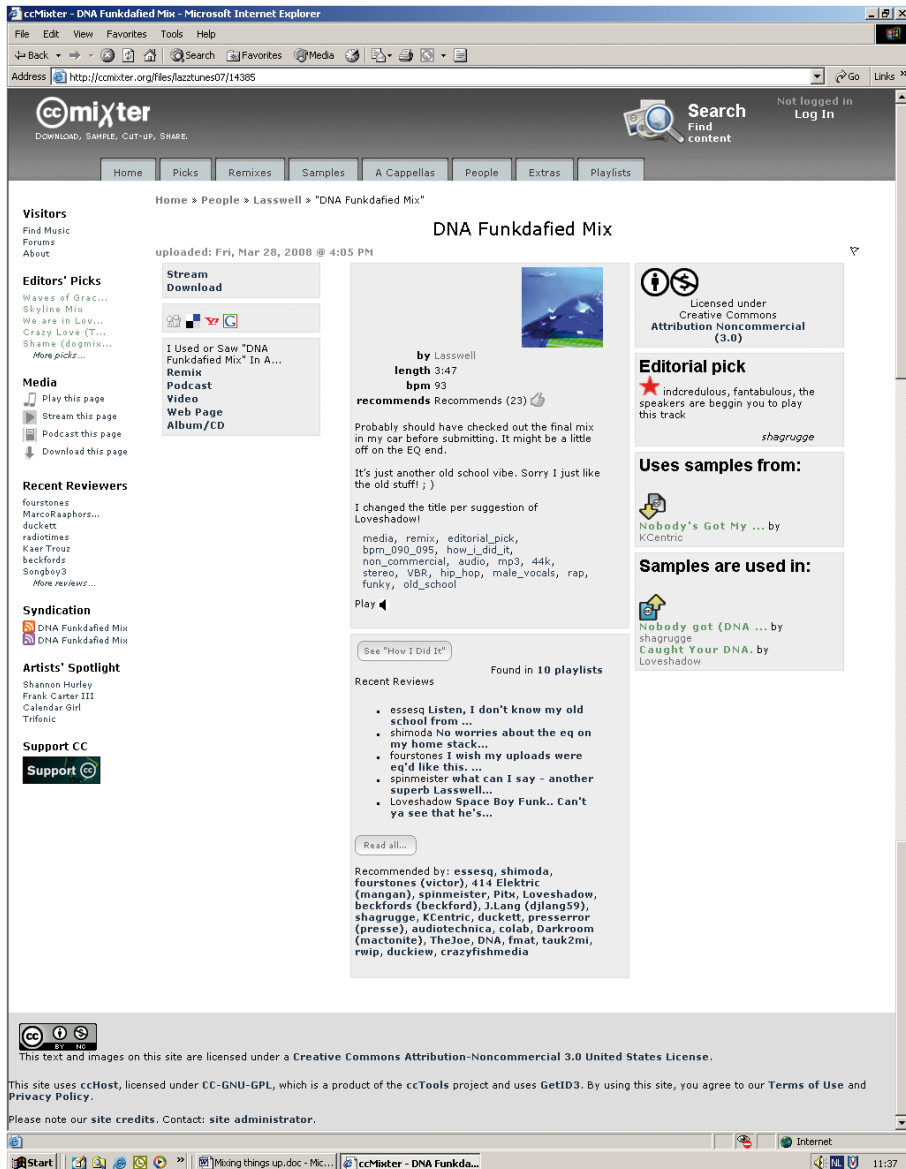 ccMixter - DNA Funkdafied Mix - Microsoft Internet Explorer
File Edit View Favorites Tools Help
Back Search Favorites Media
Address http://ccmixter.org/files/lazztunes07/14385 Go Links »
ccmixter
DOWNLOAD, SAMPLE, CUT-UP, SHARE.
Search
Find
content
Not logged in
Log In
Home Picks Remixes Samples A Cappellas People Extras Playlists
Home » People » Lasswell » "DNA Funkdafied Mix"
DNA Funkdafied Mix
uploaded: Fri, Mar 28, 2008 @ 4:05 PM
Visitors
Find Music
Forums
About
Editors' Picks
Waves of Grac...
Skyline Mix
We are in Lov...
Crazy Love (T...
Shame (dogmix...
More picks...
Media
Play this page
Stream this page
Podcast this page
Download this page
Recent Reviewers
fourstones
MarcoRaaphors...
duckett
radiotimes
Kaer Trouz
beckfords
Songboy3
More reviews...
Syndication
DNA Funkdafied Mix
DNA Funkdafied Mix
Artists' Spotlight
Shannon Hurley
Frank Carter III
Calendar Girl
Trifonic
Support CC
Support cc
Stream
Download
I Used or Saw "DNA
Funkdafied Mix" In A...
Remix
Podcast
Video
Web Page
Album/CD
by Lasswell
length 3:47
bpm 93
recommends Recommends (23)
Probably should have checked out the final mix
in my car before submitting. It might be a little
off on the EQ end.
It's just another old school vibe. Sorry I just like
the old stuff! ; )
I changed the title per suggestion of
Loveshadow!
media, remix, editorial_pick,
bpm_090_095, how_i_did_it,
non_commercial, audio, mp3, 44k,
stereo, VBR, hip_hop, male_vocals, rap,
funky, old_school
Play
See "How I Did It"
Found in 10 playlists
Recent Reviews
essesq Listen, I don't know my old
school from ...
shimoda No worries about the eq on
my home stack...
fourstones I wish my uploads were
eq'd like this. ...
spinmeister what can I say - another
superb Lasswell...
Loveshadow Space Boy Funk.. Can't
ya see that he's...
Read all...
Recommended by: essesq, shimoda,
fourstones (victor), 414 Elektric
(mangan), spinmeister, Pitx, Loveshadow,
beckfords (beckford), J.Lang (djlang59),
shagrugge, KCentric, duckett, presserror
(presse), audiotechnica, colab, Darkroom
(mactonite), TheJoe, DNA, fmat, tauk2mi,
rwip, duckiew, crazyfishmedia
Licensed under
Creative Commons
Attribution Noncommercial
(3.0)
Editorial pick
indcredulous, fantabulous, the
speakers are beggin you to play
this track
shagrugge
Uses samples from:
Nobody's Got My ... by
KCentric
Samples are used in:
Nobody got (DNA ... by
shagrugge
Caught Your DNA. by
Loveshadow
cc BY NC
This text and images on this site are licensed under a Creative Commons Attribution-Noncommercial 3.0 United States License.
This site uses ccHost, licensed under CC-GNU-GPL, which is a product of the ccTools project and uses GetID3. By using this site, you agree to our Terms of Use and
Privacy Policy.
Please note our site credits. Contact: site administrator.
Internet
Start » Mixing things up.doc - Mic... ccMixter - DNA Funkda... NL 11:37